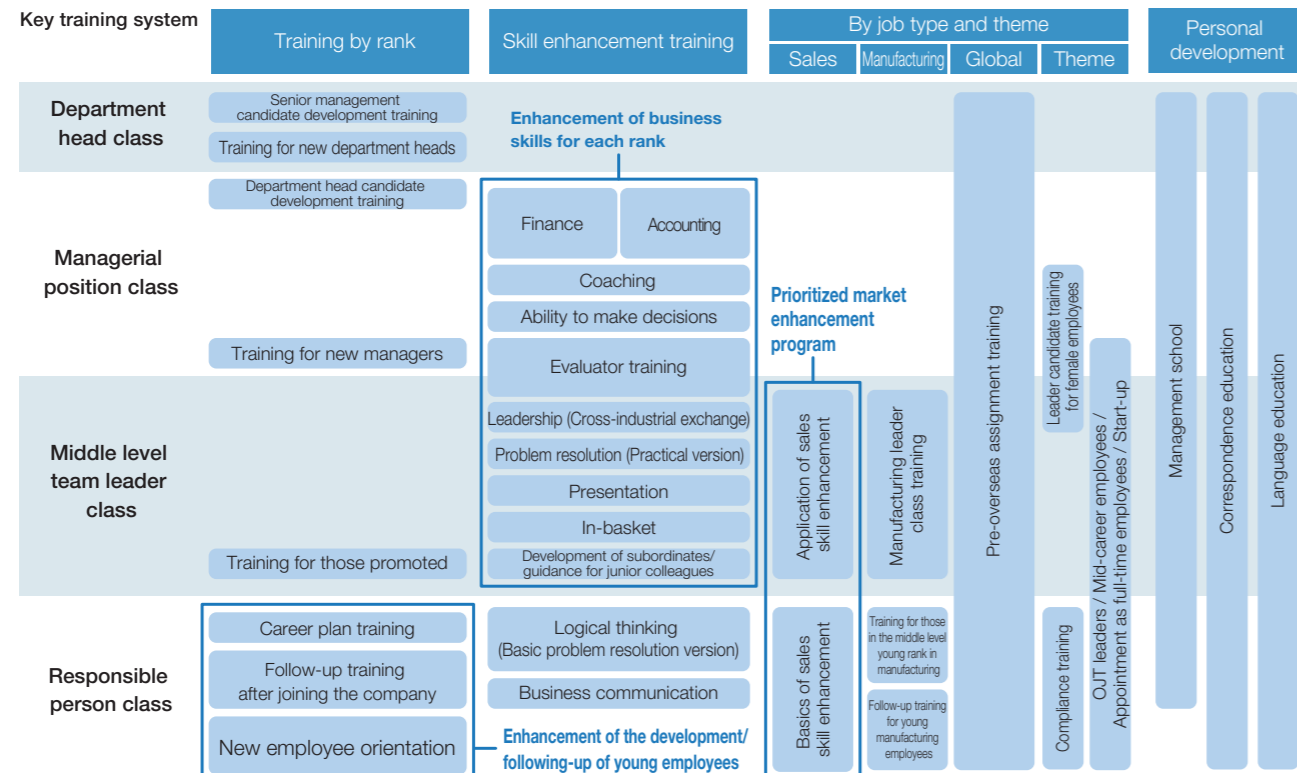 Key training system
Training by rank
Skill enhancement training
By job type and theme
Sales
Manufacturing
Global
Theme
Personal
development
Department
head class
Senior management
candidate development training
Training for new department heads
Enhancement of business
skills for each rank
Managerial
position class
Department head candidate
development training
Training for new managers
Finance
Accounting
Coaching
Ability to make decisions
Evaluator training
Prioritized market
enhancement
program
Middle level
team leader
class
Training for those promoted
Leadership (Cross-industrial exchange)
Problem resolution (Practical version)
Presentation
In-basket
Development of subordinates/
guidance for junior colleagues
Application of sales
skill enhancement
Manufacturing leader
class training
Pre-overseas assignment training
Leader candidate training
for female employees
OJT leaders / Mid-career employees /
Appointment as full-time employees / Start-up
Management school
Correspondence education
Language education
Responsible
person class
Career plan training
Follow-up training
after joining the company
New employee orientation
Logical thinking
(Basic problem resolution version)
Business communication
Enhancement of the development/
following-up of young employees
Basics of sales
skill enhancement
Training for those
in the middle level
young rank in
manufacturing
Follow-up training
for young
manufacturing
employees
Compliance training